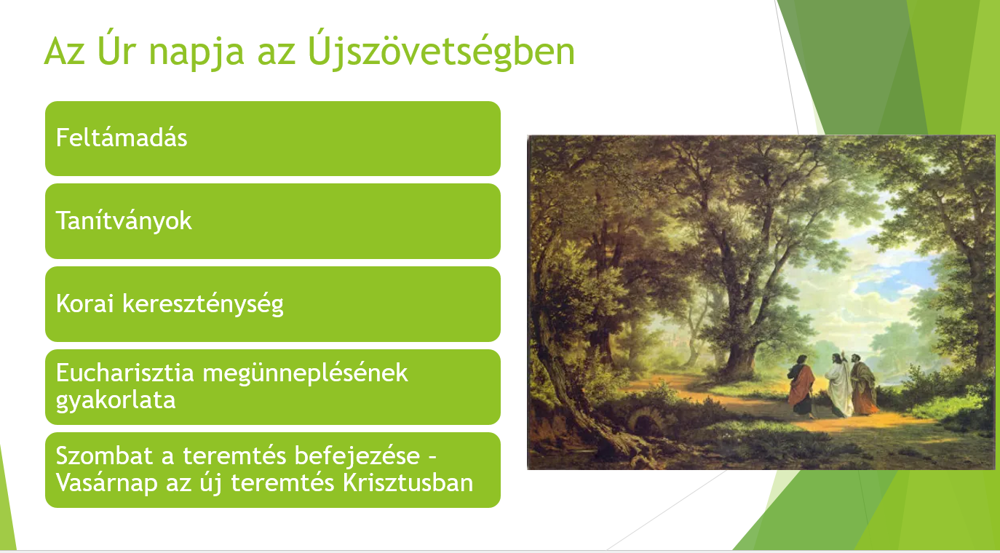 Az Úr napja az Újszövetségben
Feltámadás
Tanítványok
Korai kereszténység
Eucharisztia megünneplésének
gyakorlata
Szombat a teremtés befejezése –
Vasárnap az új teremtés Krisztusban